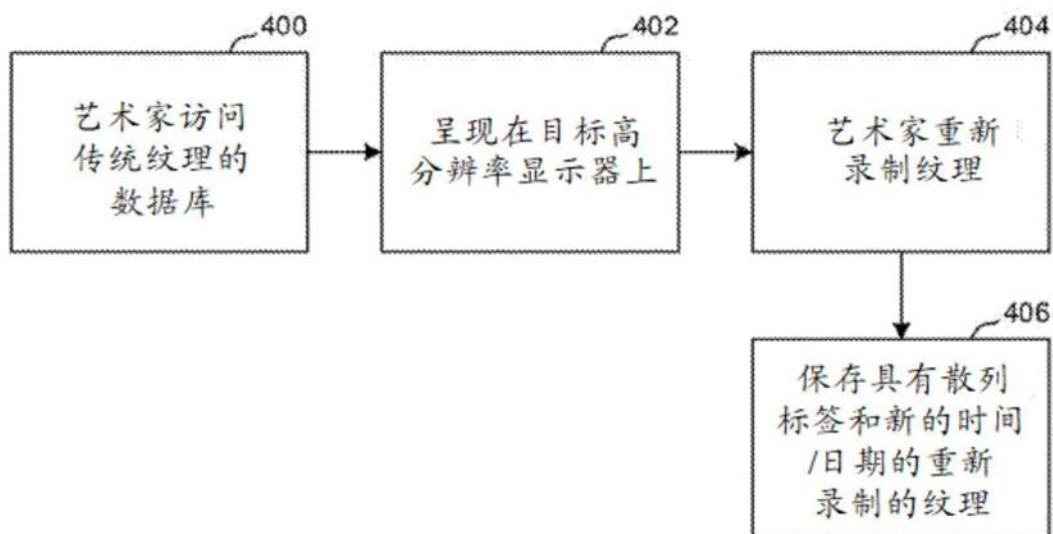 400
艺术家访问
传统纹理的
数据库
402
呈现在目标高
分辨率显示器上
404
艺术家重新
录制纹理
406
保存具有散列
标签和新的时间
/日期的重新
录制的纹理